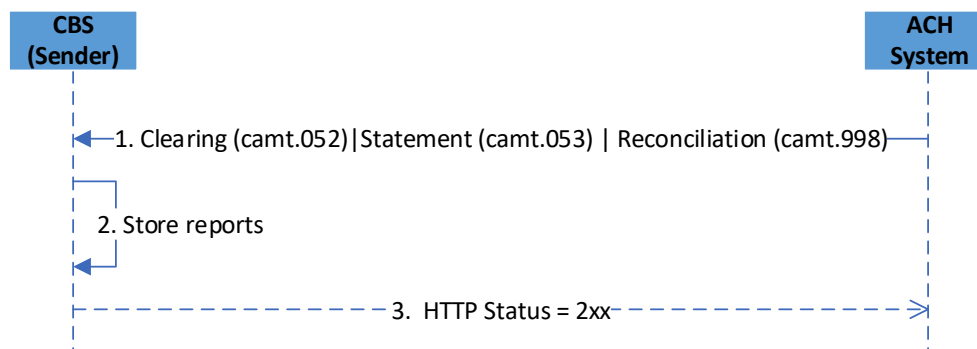 CBS
(Sender)
ACH
System
1. Clearing (camt.052)|Statement (camt.053) | Reconciliation (camt.998)
2. Store reports
3. HTTP Status = 2xx